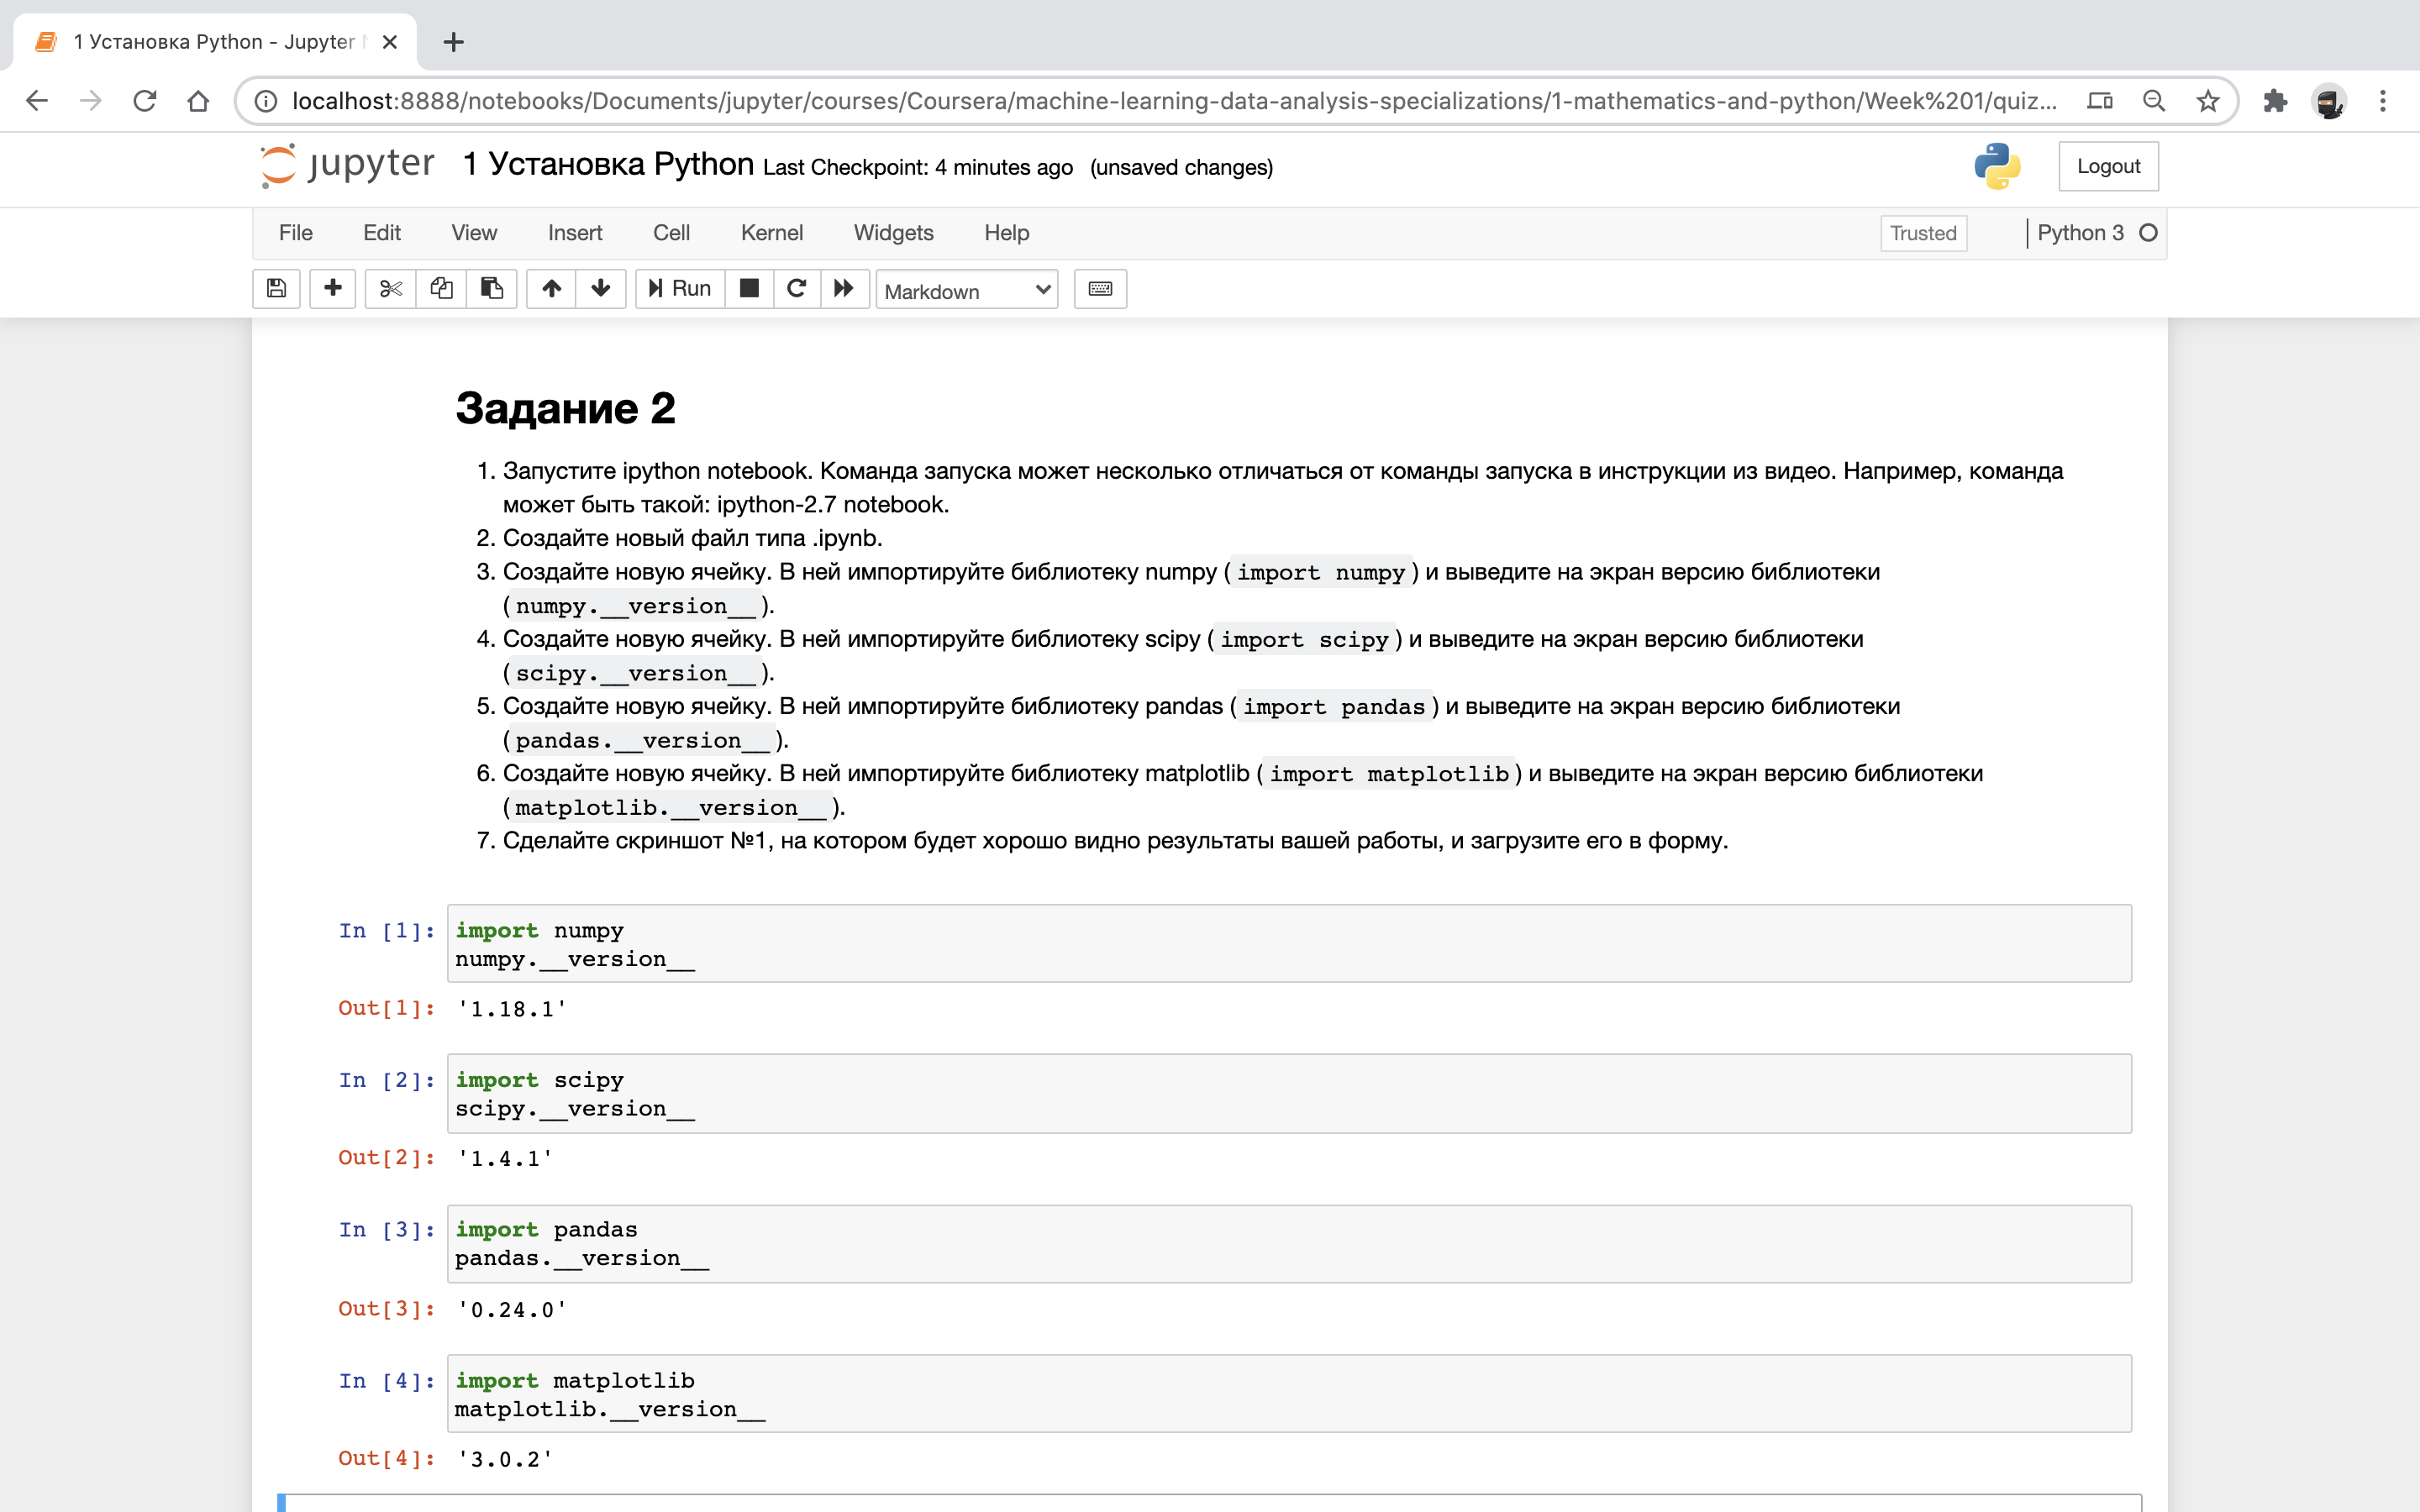 1 Установка Python - Jupyter
localhost:8888/notebooks/Documents/jupyter/courses/Coursera/machine-learning-data-analysis-specializations/1-mathematics-and-python/Week%201/quiz...
jupyter 1 Установка Python Last Checkpoint: 4 minutes ago (unsaved changes) Logout
File Edit View Insert Cell Kernel Widgets Help Trusted Python 3
Run Markdown
Задание 2
1. Запустите ipython notebook. Команда запуска может несколько отличаться от команды запуска в инструкции из видео. Например, команда
может быть такой: ipython-2.7 notebook.
2. Создайте новый файл типа .ipynb.
3. Создайте новую ячейку. В ней импортируйте библиотеку numpy (import numpy) и выведите на экран версию библиотеки
(numpy.__version__).
4. Создайте новую ячейку. В ней импортируйте библиотеку scipy (import scipy) и выведите на экран версию библиотеки
(scipy.__version__).
5. Создайте новую ячейку. В ней импортируйте библиотеку pandas (import pandas) и выведите на экран версию библиотеки
(pandas.__version__).
6. Создайте новую ячейку. В ней импортируйте библиотеку matplotlib (import matplotlib) и выведите на экран версию библиотеки
(matplotlib.__version__).
7. Сделайте скриншот №1, на котором будет хорошо видно результаты вашей работы, и загрузите его в форму.
In [1]: import numpy
numpy.__version__
Out[1]: '1.18.1'
In [2]: import scipy
scipy.__version__
Out[2]: '1.4.1'
In [3]: import pandas
pandas.__version__
Out[3]: '0.24.0'
In [4]: import matplotlib
matplotlib.__version__
Out[4]: '3.0.2'